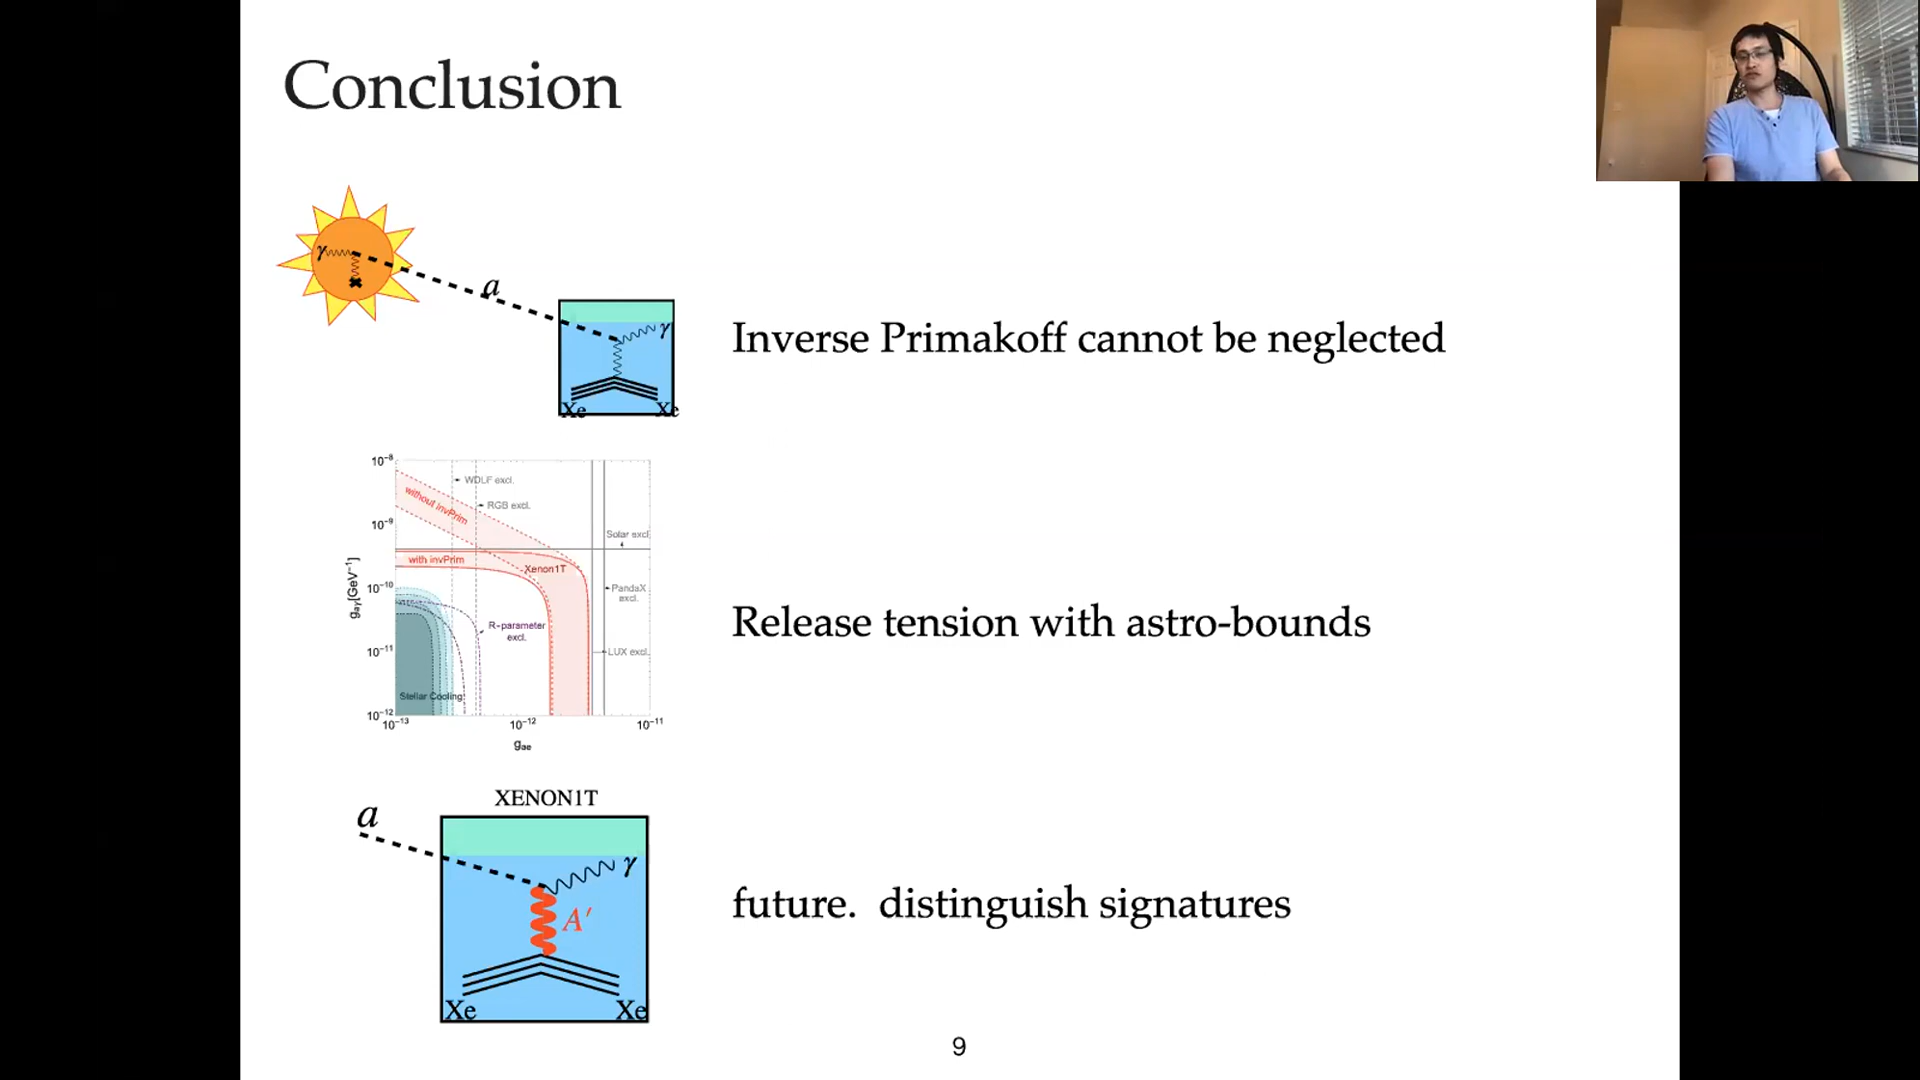 Conclusion
γ
a
γ
Xe Xe
Inverse Primakoff cannot be neglected
10⁻⁸
10⁻⁹
10⁻¹⁰
10⁻¹¹
10⁻¹²
gaγ[GeV⁻¹]
WDLF excl.
RGB excl.
without invPrim
Solar excl
with invPrim
Xenon1T
PandaX
excl.
R-parameter
excl.
LUX excl.
Stellar Cooling
10⁻¹³ 10⁻¹² 10⁻¹¹
gae
Release tension with astro-bounds
XENON1T
a
γ
A′
Xe Xe
future. distinguish signatures
9